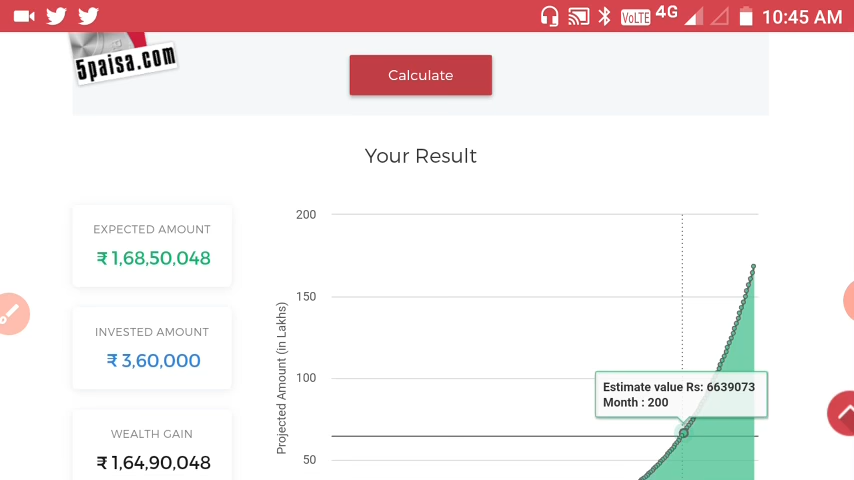 VoLTE 4G 10:45 AM
5paisa.com
Calculate
Your Result
EXPECTED AMOUNT
₹ 1,68,50,048
INVESTED AMOUNT
₹ 3,60,000
WEALTH GAIN
₹ 1,64,90,048
Projected Amount (in Lakhs)
200
150
100
50
Estimate value Rs: 6639073
Month : 200